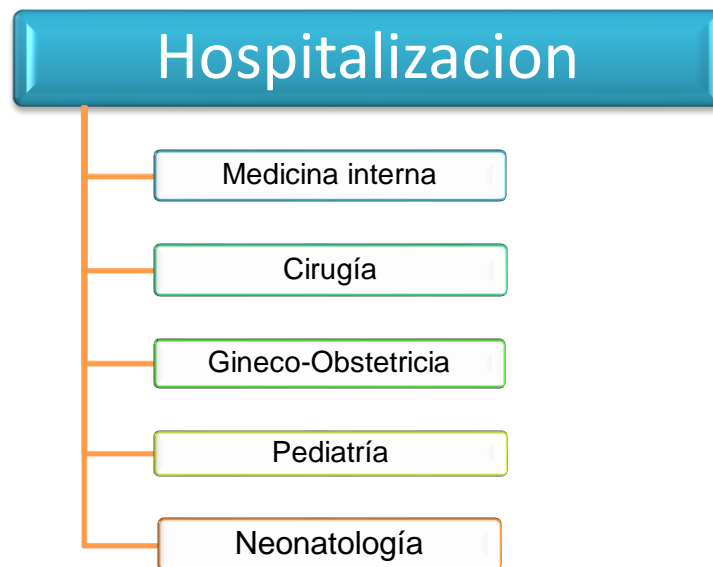 Hospitalizacion
Medicina interna
Cirugía
Gineco-Obstetricia
Pediatría
Neonatología